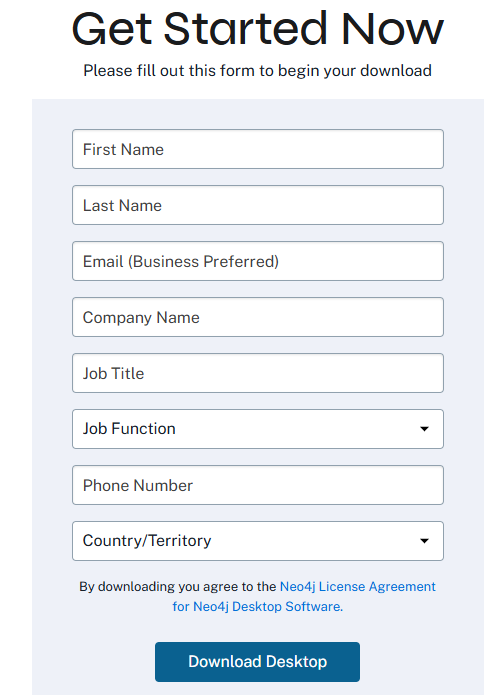 Get Started Now
Please fill out this form to begin your download
First Name
Last Name
Email (Business Preferred)
Company Name
Job Title
Job Function
Phone Number
Country/Territory
By downloading you agree to the Neo4j License Agreement
for Neo4j Desktop Software.
Download Desktop